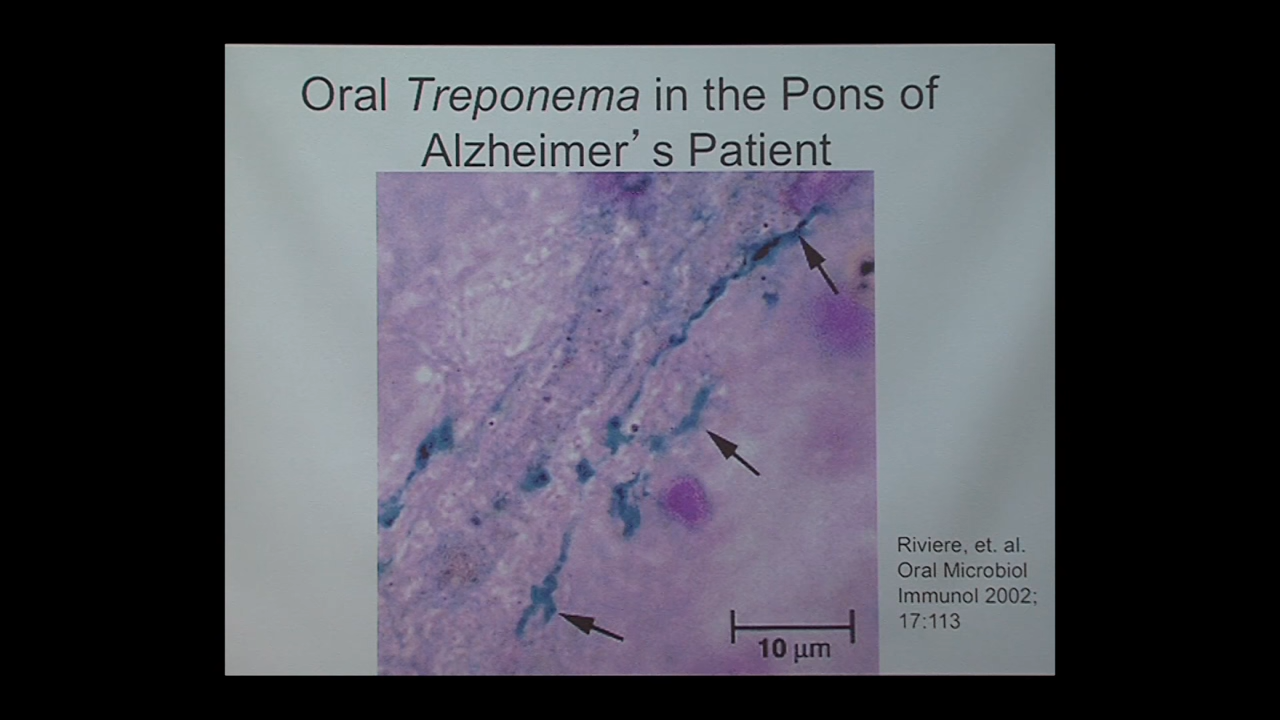 Oral Treponema in the Pons of
Alzheimer’ s Patient
Riviere, et. al.
Oral Microbiol
Immunol 2002;
17:113
10 µm